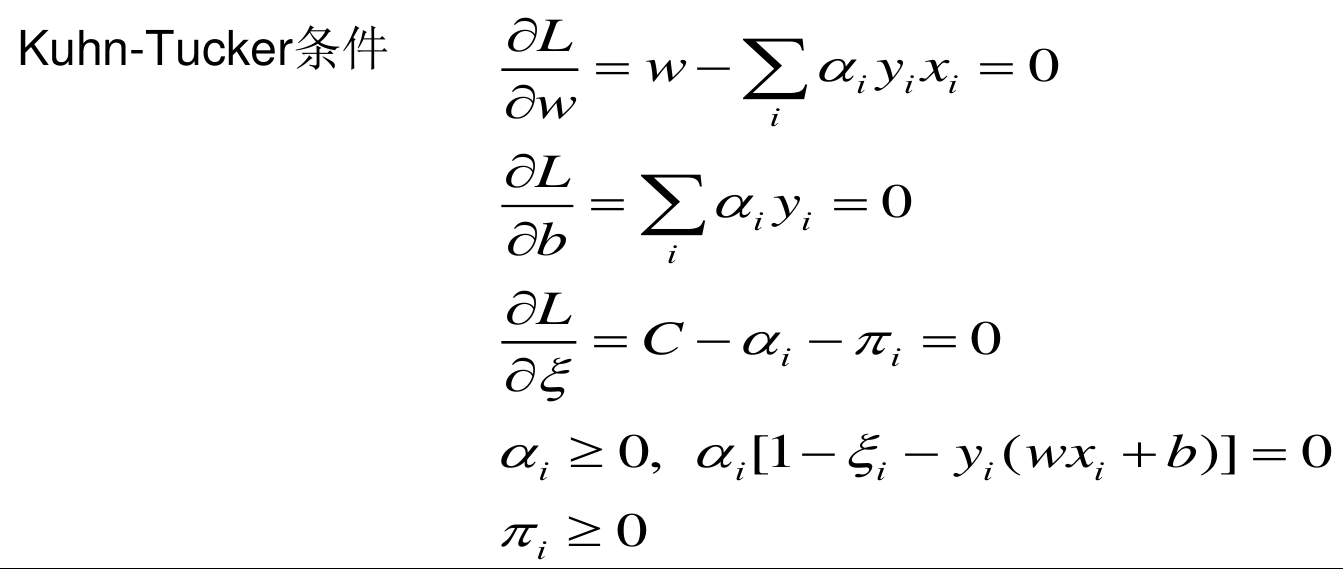 Kuhn-Tucker条件
∂L/∂w = w − ∑_i α_i y_i x_i = 0
∂L/∂b = ∑_i α_i y_i = 0
∂L/∂ξ = C − α_i − π_i = 0
α_i ≥ 0, α_i[1 − ξ_i − y_i(wx_i + b)] = 0
π_i ≥ 0